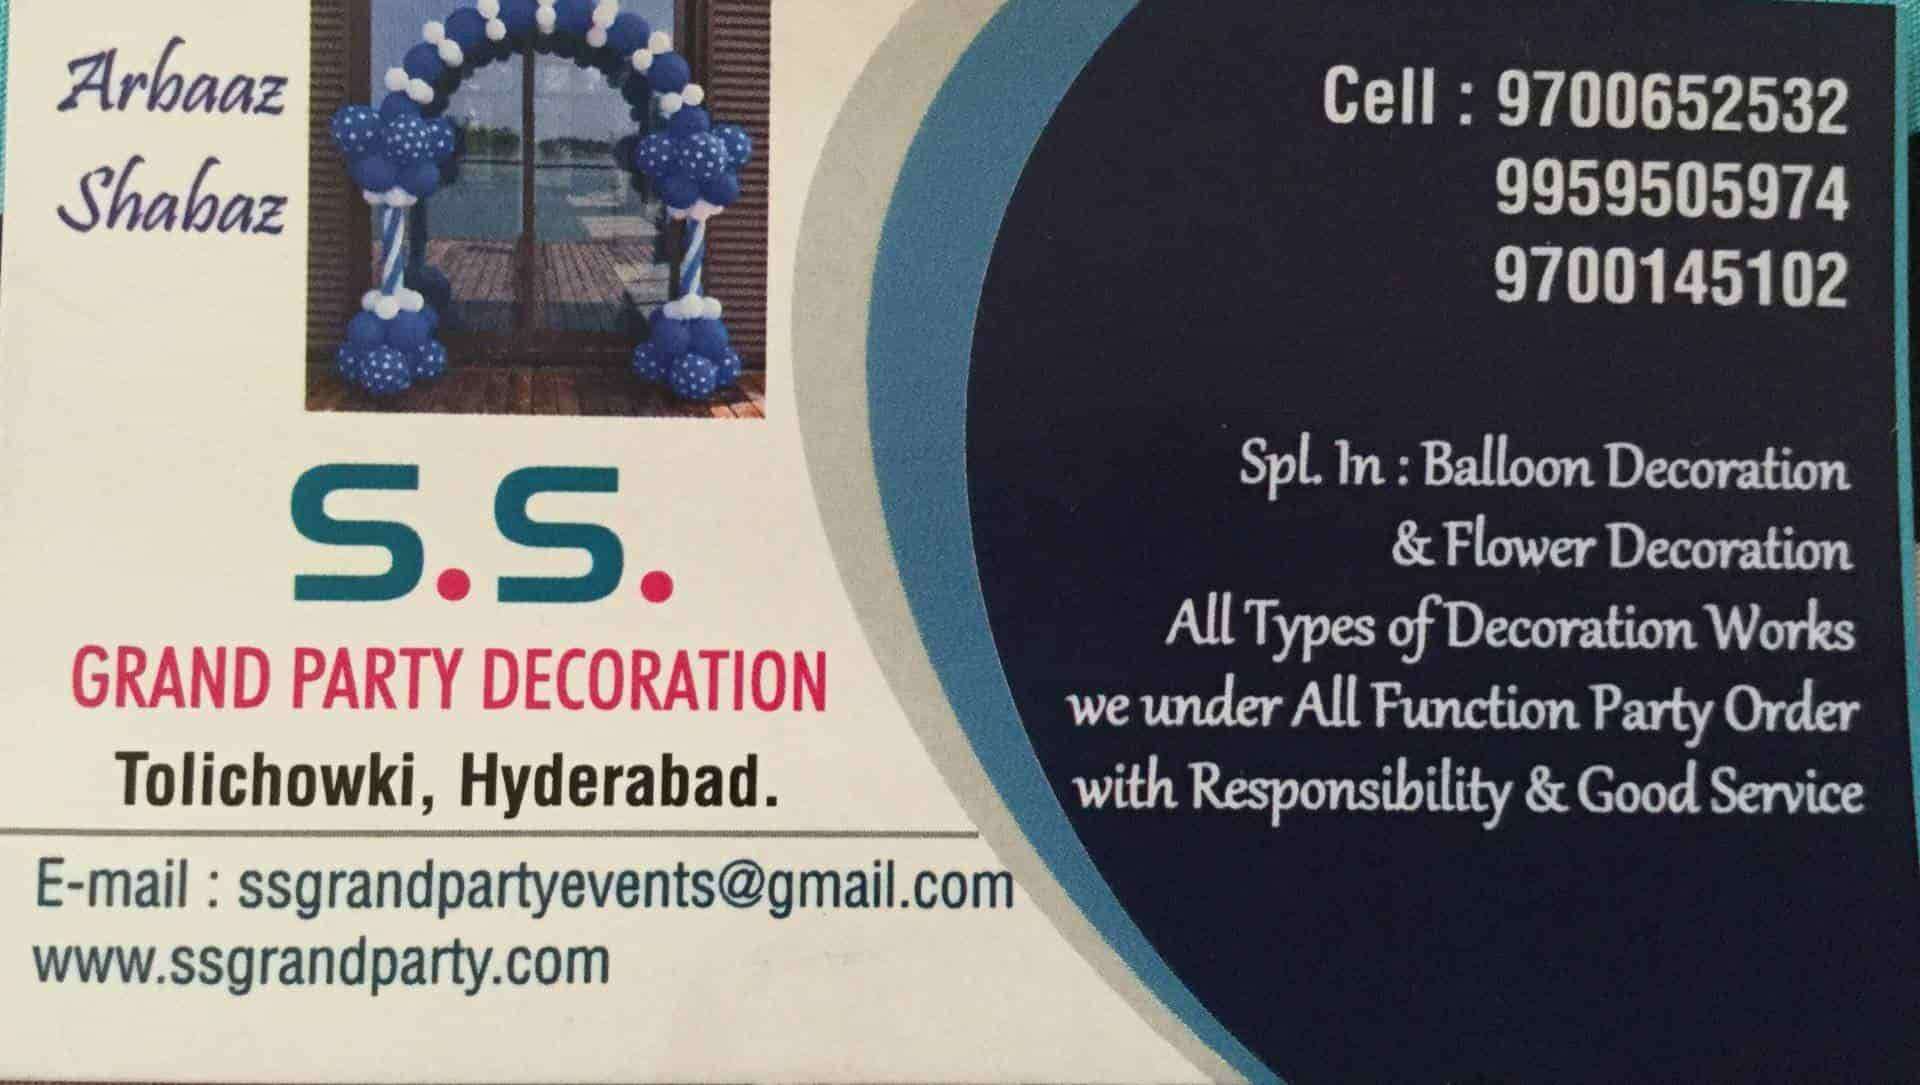 Arbaaz
Shabaz
S.S.
GRAND PARTY DECORATION
Tolichowki, Hyderabad.
E-mail : ssgrandpartyevents@gmail.com
www.ssgrandparty.com
Cell : 9700652532
9959505974
9700145102
Spl. In : Balloon Decoration
& Flower Decoration
All Types of Decoration Works
we under All Function Party Order
with Responsibility & Good Service